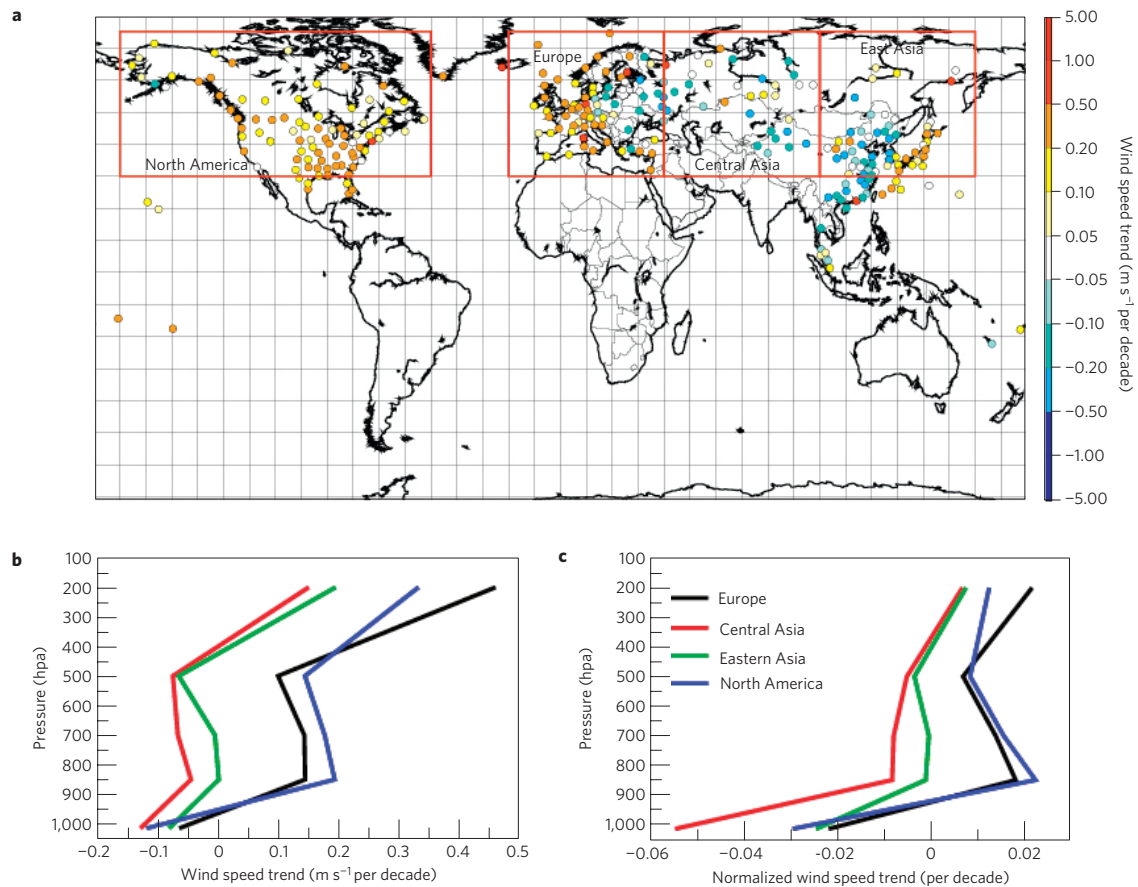 a
Europe
East Asia
North America
Central Asia
5.00
1.00
0.50
0.20
0.10
0.05
−0.05
−0.10
−0.20
−0.50
−1.00
−5.00
Wind speed trend (m s⁻¹ per decade)
b
100
200
300
400
500
600
700
800
900
1,000
Pressure (hpa)
−0.2
−0.1
0
0.1
0.2
0.3
0.4
0.5
Wind speed trend (m s⁻¹ per decade)
c
100
200
300
400
500
600
700
800
900
1,000
Pressure (hpa)
Europe
Central Asia
Eastern Asia
North America
−0.06
−0.04
−0.02
0
0.02
Normalized wind speed trend (per decade)